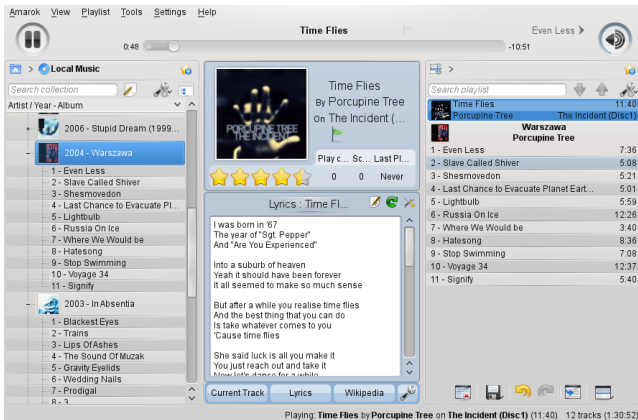 Amarok View Playlist Tools Settings Help
Time Flies
Even Less
0:48
-10:51
> Local Music
Search collection
Artist / Year - Album
2006 - Stupid Dream (1999...
2004 - Warszawa
1 - Even Less
2 - Slave Called Shiver
3 - Shesmovedon
4 - Last Chance to Evacuate Pl...
5 - Lightbulb
6 - Russia On Ice
7 - Where We Would be
8 - Hatesong
9 - Stop Swimming
10 - Voyage 34
11 - Signify
2003 - In Absentia
1 - Blackest Eyes
2 - Trains
3 - Lips Of Ashes
4 - The Sound Of Muzak
5 - Gravity Eyelids
6 - Wedding Nails
7 - Prodigal
8 - 3
PORCUPINE TREE
THE INCIDENT
Time Flies
By Porcupine Tree
on The Incident (...
Play c... Sc... Last Pl...
0 0 Never
Lyrics : Time Fl...
I was born in '67
The year of "Sgt. Pepper"
And "Are You Experienced"
Into a suburb of heaven
Yeah it should have been forever
It all seemed to make so much sense
But after a while you realise time flies
And the best thing that you can do
Is take whatever comes to you
'Cause time flies
She said luck is all you make it
You just reach out and take it
Now let's dance for a while
Current Track Lyrics Wikipedia
>
Search playlist
Time Flies 11:40
Porcupine Tree The Incident (Disc1)
Warszawa
Porcupine Tree
1 - Even Less 7:36
2 - Slave Called Shiver 5:08
3 - Shesmovedon 5:21
4 - Last Chance to Evacuate Planet Eart... 5:01
5 - Lightbulb 5:59
6 - Russia On Ice 12:26
7 - Where We Would be 3:40
8 - Hatesong 8:36
9 - Stop Swimming 7:08
10 - Voyage 34 12:37
11 - Signify 5:40
Playing: Time Flies by Porcupine Tree on The Incident (Disc1) (11:40) 12 tracks (1:30:52)